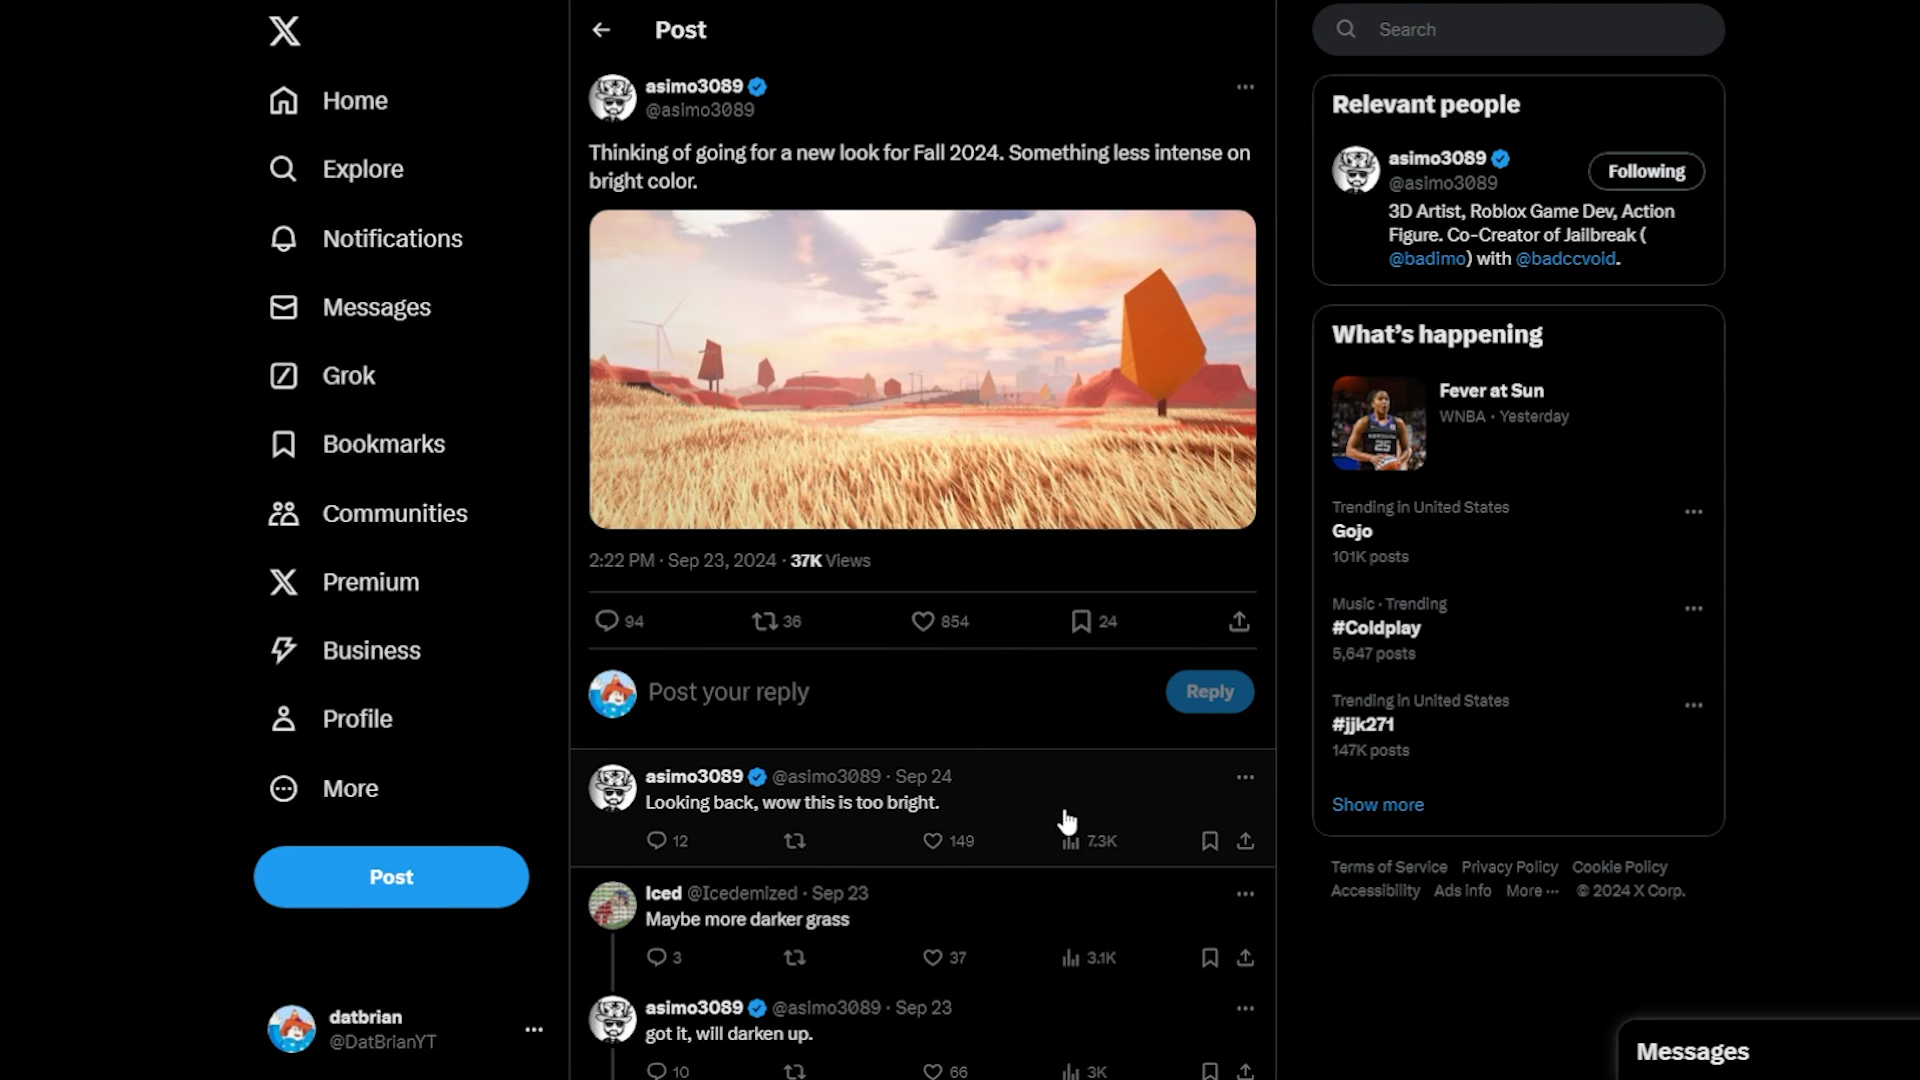 Home
Explore
Notifications
Messages
Grok
Bookmarks
Communities
Premium
Business
Profile
More
Post
datbrian
@DatBrianYT
Post
asimo3089
@asimo3089
Thinking of going for a new look for Fall 2024. Something less intense on
bright color.
2:22 PM · Sep 23, 2024 · 37K Views
94 36 854 24
Post your reply
Reply
asimo3089 @asimo3089 · Sep 24
Looking back, wow this is too bright.
12 149 7.3K
Iced @Icedemized · Sep 23
Maybe more darker grass
3 37 3.1K
asimo3089 @asimo3089 · Sep 23
got it, will darken up.
10 66 3K
Search
Relevant people
asimo3089
@asimo3089
Following
3D Artist, Roblox Game Dev, Action
Figure. Co-Creator of Jailbreak (
@badimo) with @badccvoid.
What's happening
Fever at Sun
WNBA · Yesterday
25
Trending in United States
Gojo
101K posts
Music · Trending
#Coldplay
5,647 posts
Trending in United States
#jjk271
147K posts
Show more
Terms of Service Privacy Policy Cookie Policy
Accessibility Ads info More ··· © 2024 X Corp.
Messages